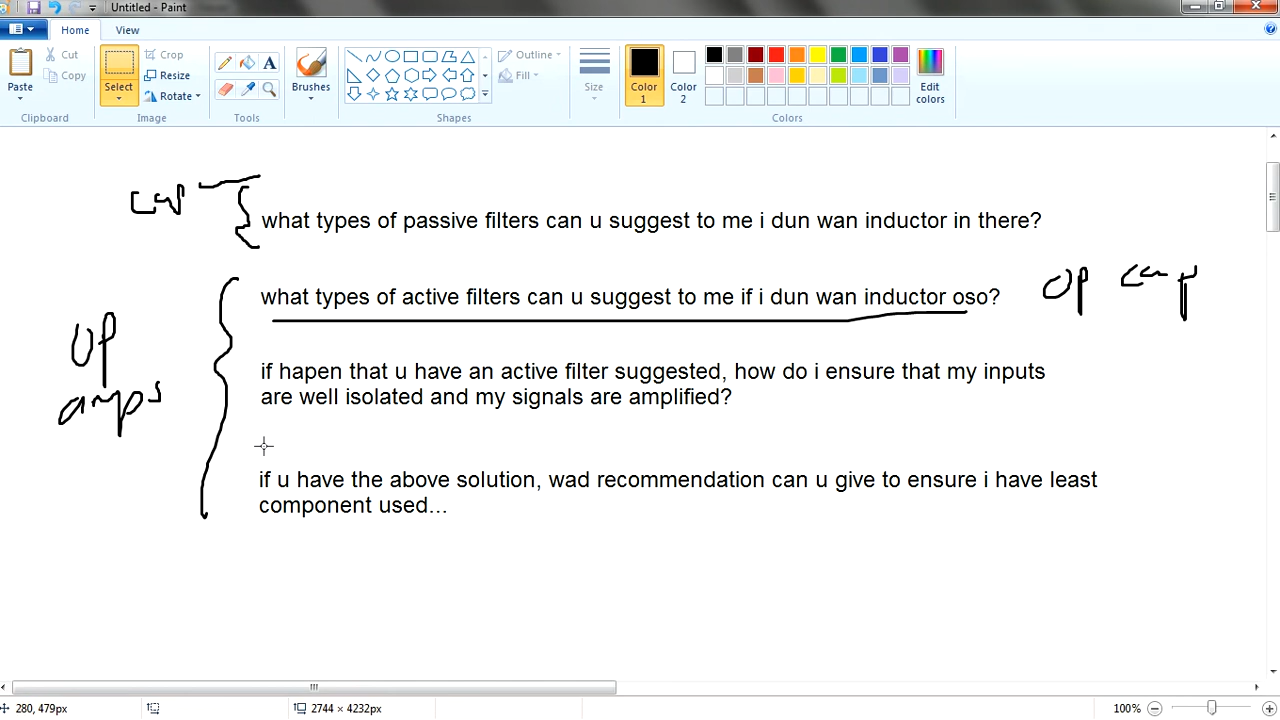 Untitled - Paint
Home View
Paste
Cut
Copy
Clipboard
Select
Crop
Resize
Rotate
Image
Tools
Brushes
Outline
Fill
Shapes
Size
Color 1
Color 2
Edit colors
Colors
cap
what types of passive filters can u suggest to me i dun wan inductor in there?
what types of active filters can u suggest to me if i dun wan inductor oso?
OP cap
OP
amps
if hapen that u have an active filter suggested, how do i ensure that my inputs
are well isolated and my signals are amplified?
if u have the above solution, wad recommendation can u give to ensure i have least
component used...
280, 479px
2744 × 4232px
100%